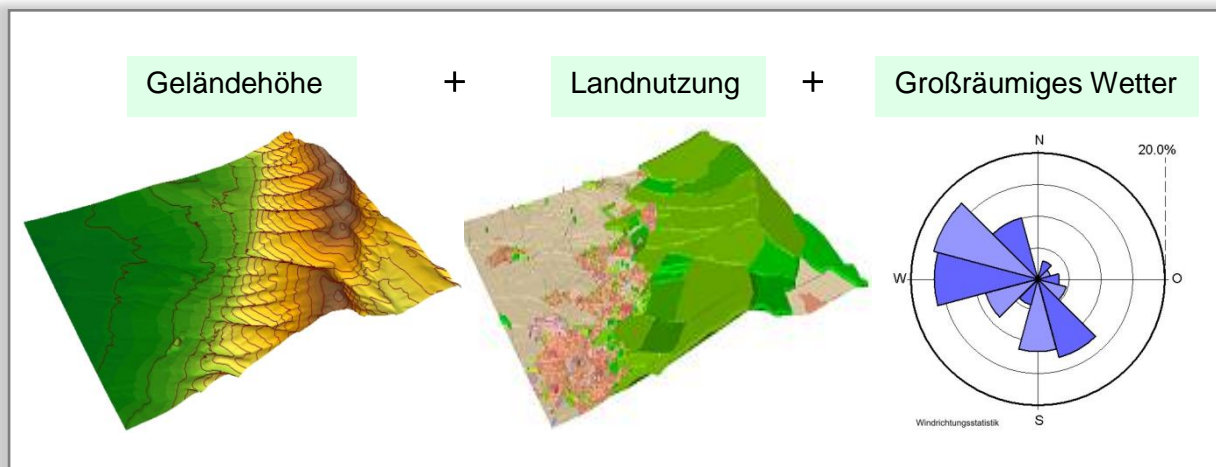 Geländehöhe + Landnutzung + Großräumiges Wetter
N
20.0%
W
O
S
Windrichtungsstatistik